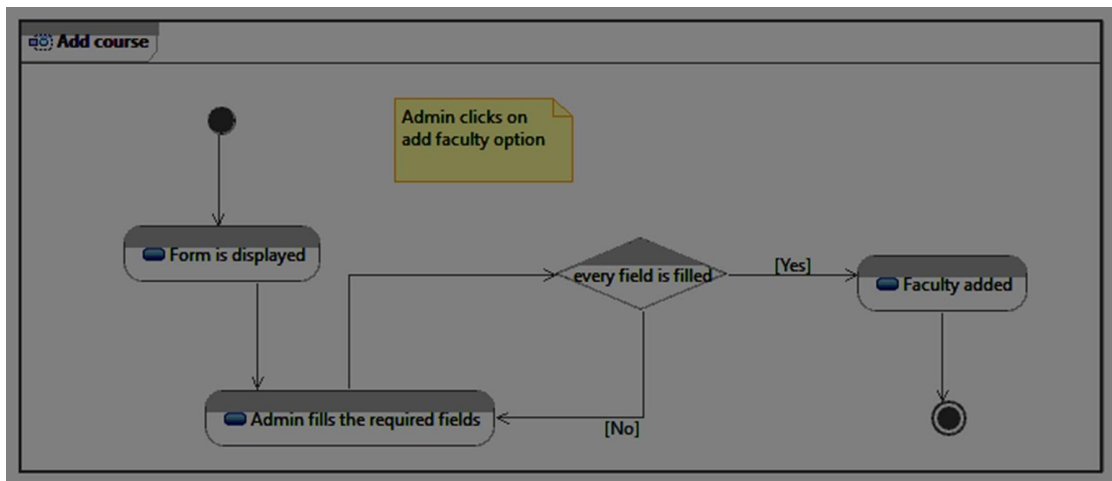 Add course
Admin clicks on
add faculty option
Form is displayed
every field is filled
[Yes]
Faculty added
Admin fills the required fields
[No]